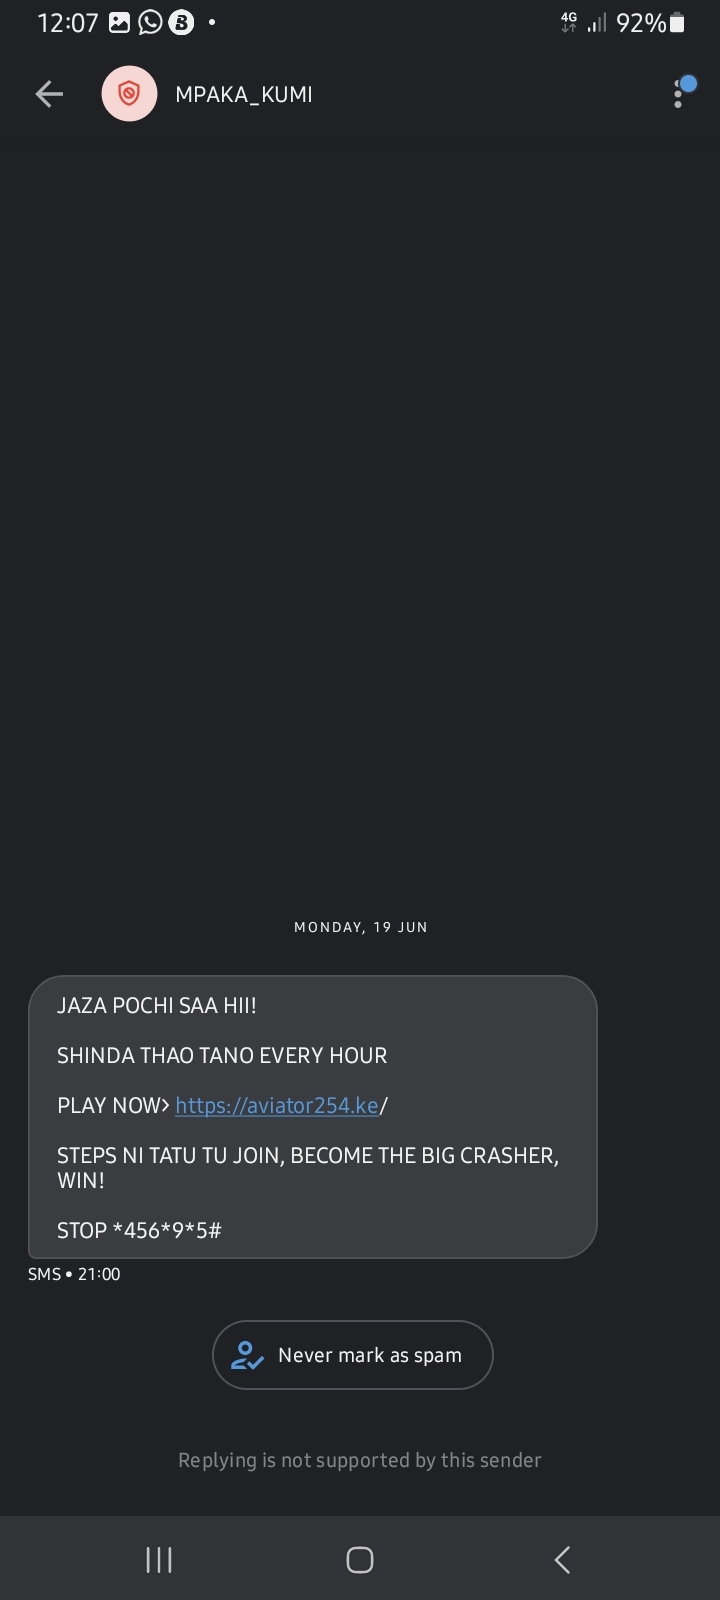 12:07
4G
92%
MPAKA_KUMI
MONDAY, 19 JUN
JAZA POCHI SAA HII!
SHINDA THAO TANO EVERY HOUR
PLAY NOW> https://aviator254.ke/
STEPS NI TATU TU JOIN, BECOME THE BIG CRASHER,
WIN!
STOP *456*9*5#
SMS • 21:00
Never mark as spam
Replying is not supported by this sender